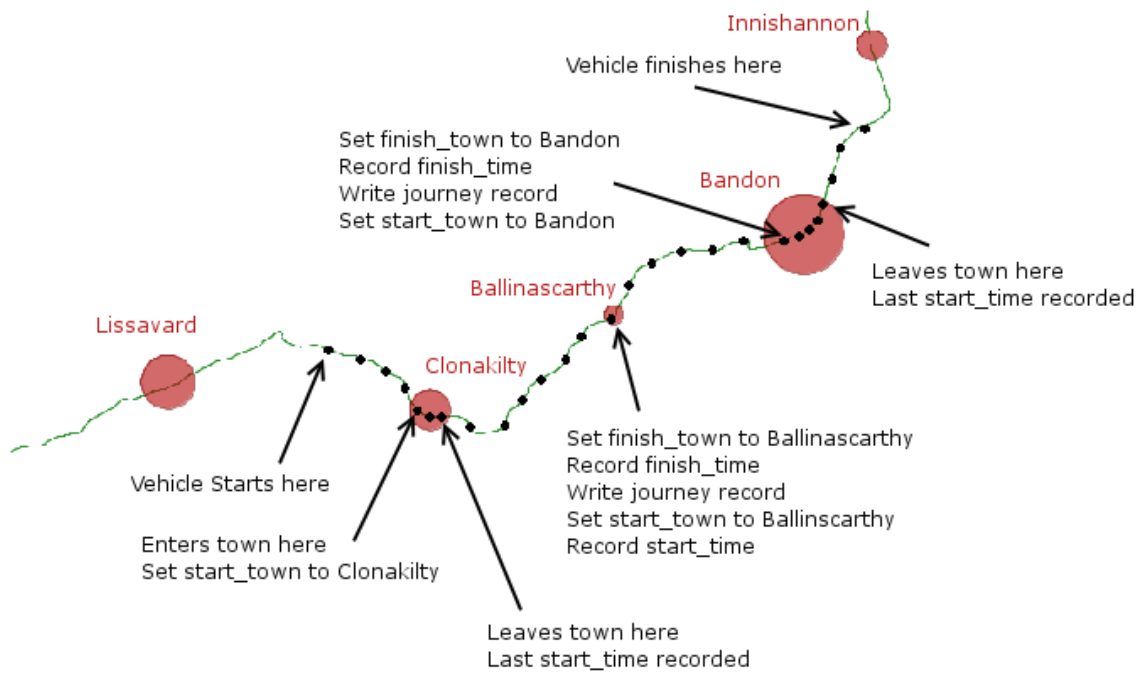 Innishannon
Vehicle finishes here
Set finish_town to Bandon
Record finish_time
Write journey record
Set start_town to Bandon
Bandon
Leaves town here
Last start_time recorded
Ballinascarthy
Lissavard
Clonakilty
Set finish_town to Ballinascarthy
Record finish_time
Write journey record
Set start_town to Ballinscarthy
Record start_time
Vehicle Starts here
Enters town here
Set start_town to Clonakilty
Leaves town here
Last start_time recorded